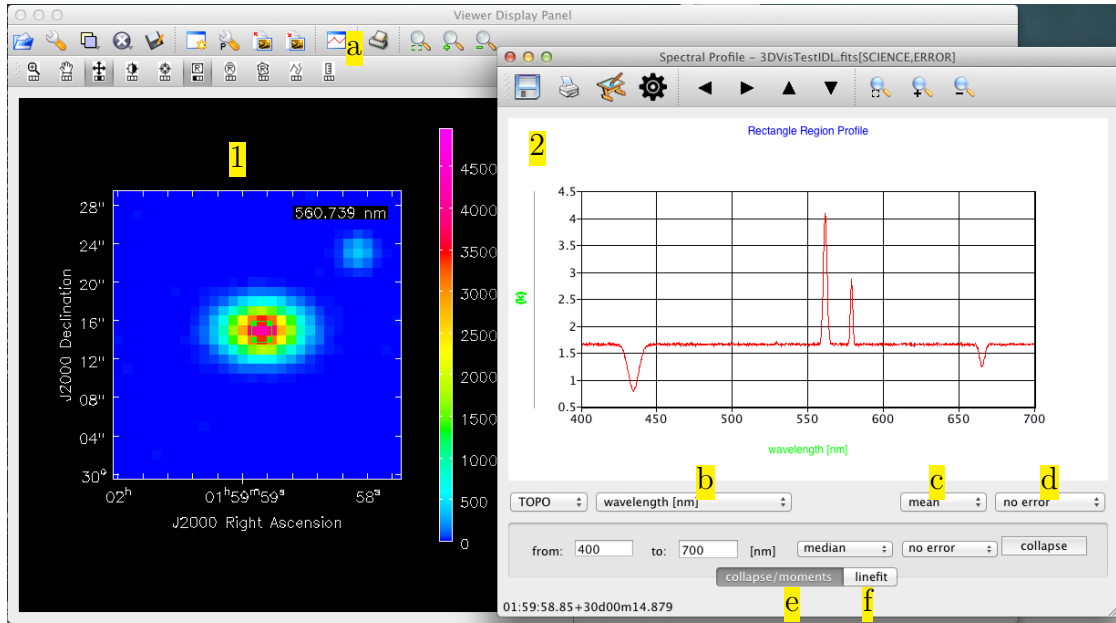 Viewer Display Panel
a
1
560.739 nm
28"
24"
20"
16"
12"
08"
04"
30°
02ʰ
01ʰ59ᵐ59ˢ
58ˢ
J2000 Declination
J2000 Right Ascension
4500
4000
3500
3000
2500
2000
1500
1000
500
0
Spectral Profile - 3DVisTestIDL.fits[SCIENCE,ERROR]
2
Rectangle Region Profile
(K)
4.5
4
3.5
3
2.5
2
1.5
1
0.5
400 450 500 550 600 650 700
wavelength [nm]
b c d
TOPO wavelength [nm] mean no error
from: 400 to: 700 [nm] median no error collapse
collapse/moments linefit
e f
01:59:58.85+30d00m14.879